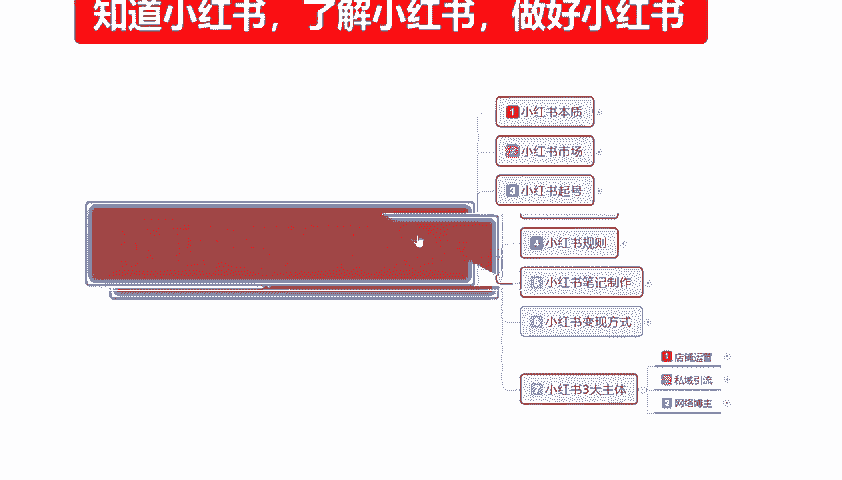 知道小红书，了解小红书，做好小红书
1 小红书本质
小红书市场
3 小红书起号
4 小红书规则
5 小红书笔记制作
6 小红书变现方式
7 小红书3大主体
1 店铺运营
私域引流
3 网络博主